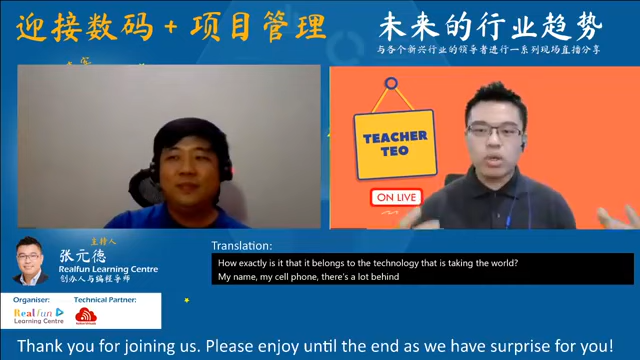 迎接数码 + 项目管理
未来的行业趋势
与各个新兴行业的领导者进行一系列现场直播分享
TEACHER
TEO
ON LIVE
主持人
张元德
Realfun Learning Centre
创办人与编程导师
Translation:
How exactly is it that it belongs to the technology that is taking the world?
My name, my cell phone, there's a lot behind
Organiser:
Technical Partner:
Realfun
Learning Centre
Thank you for joining us. Please enjoy until the end as we have surprise for you!